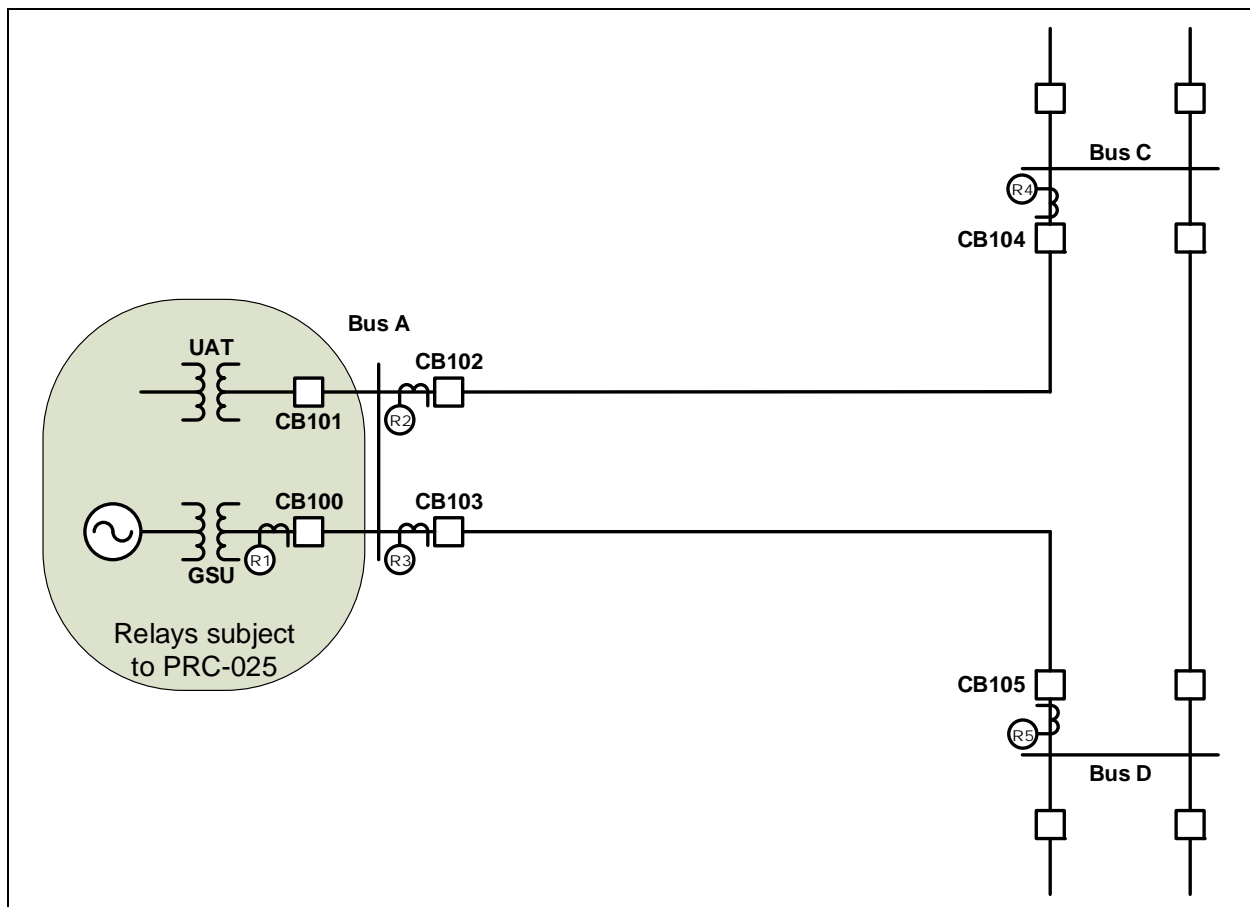 Bus C
R4
CB104
Bus A
UAT
CB102
CB101
R2
CB100
CB103
R1
R3
GSU
Relays subject
to PRC-025
CB105
R5
Bus D